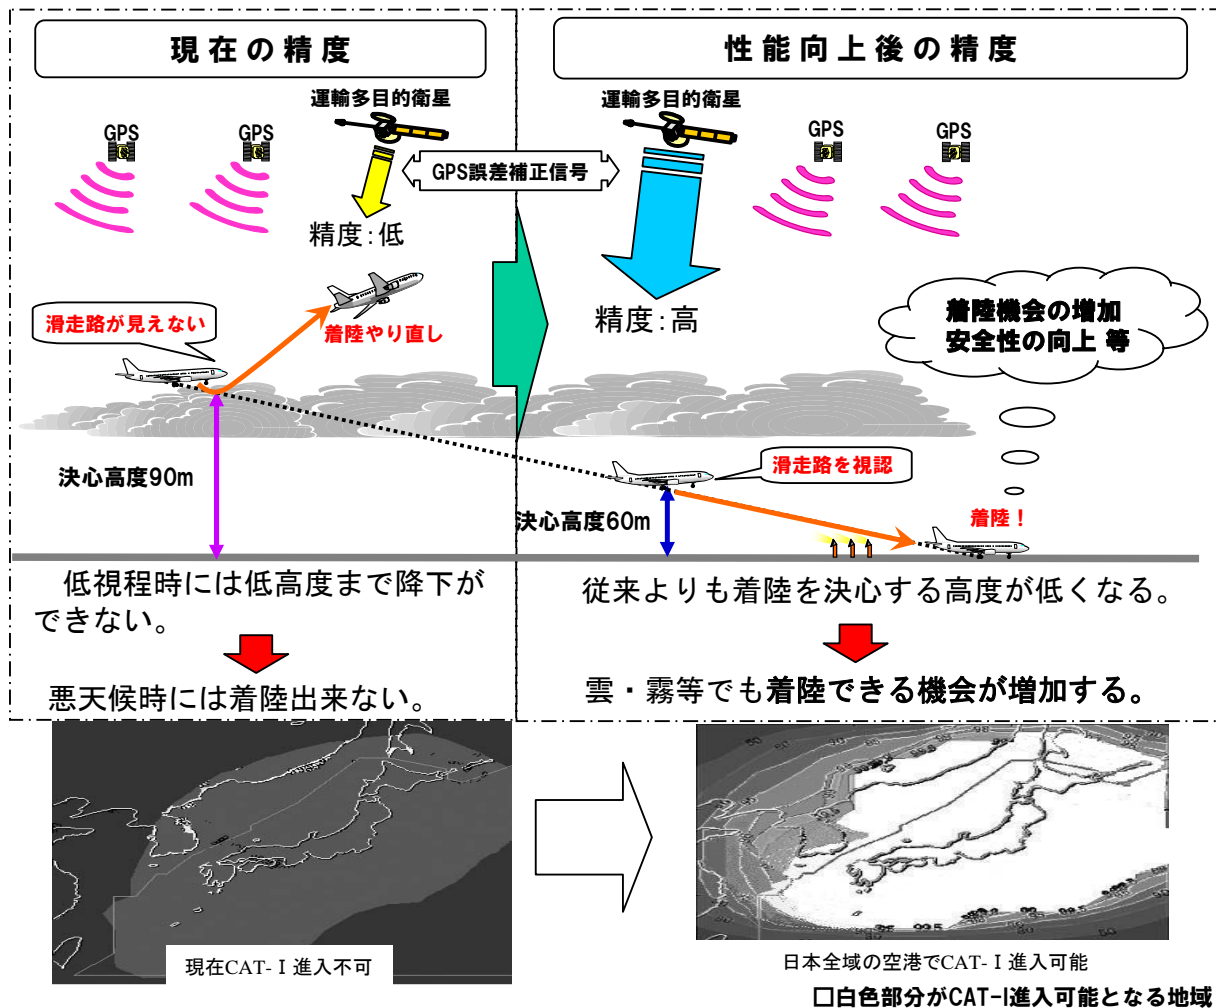 現在の精度
運輸多目的衛星
GPS
GPS
精度：低
滑走路が見えない
着陸やり直し
決心高度90m
低視程時には低高度まで降下が
できない。
悪天候時には着陸出来ない。
GPS誤差補正信号
性能向上後の精度
運輸多目的衛星
GPS
GPS
精度：高
着陸機会の増加
安全性の向上 等
滑走路を視認
決心高度60m
着陸！
従来よりも着陸を決心する高度が低くなる。
雲・霧等でも着陸できる機会が増加する。
現在CAT-Ⅰ進入不可
日本全域の空港でCAT-Ⅰ進入可能
□白色部分がCAT-I進入可能となる地域